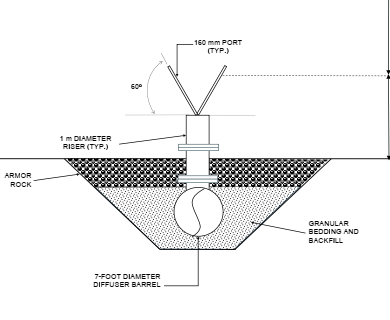 160 mm PORT
(TYP.)
60°
1 m DIAMETER
RISER (TYP.)
ARMOR
ROCK
GRANULAR
BEDDING AND
BACKFILL
7-FOOT DIAMETER
DIFFUSER BARREL